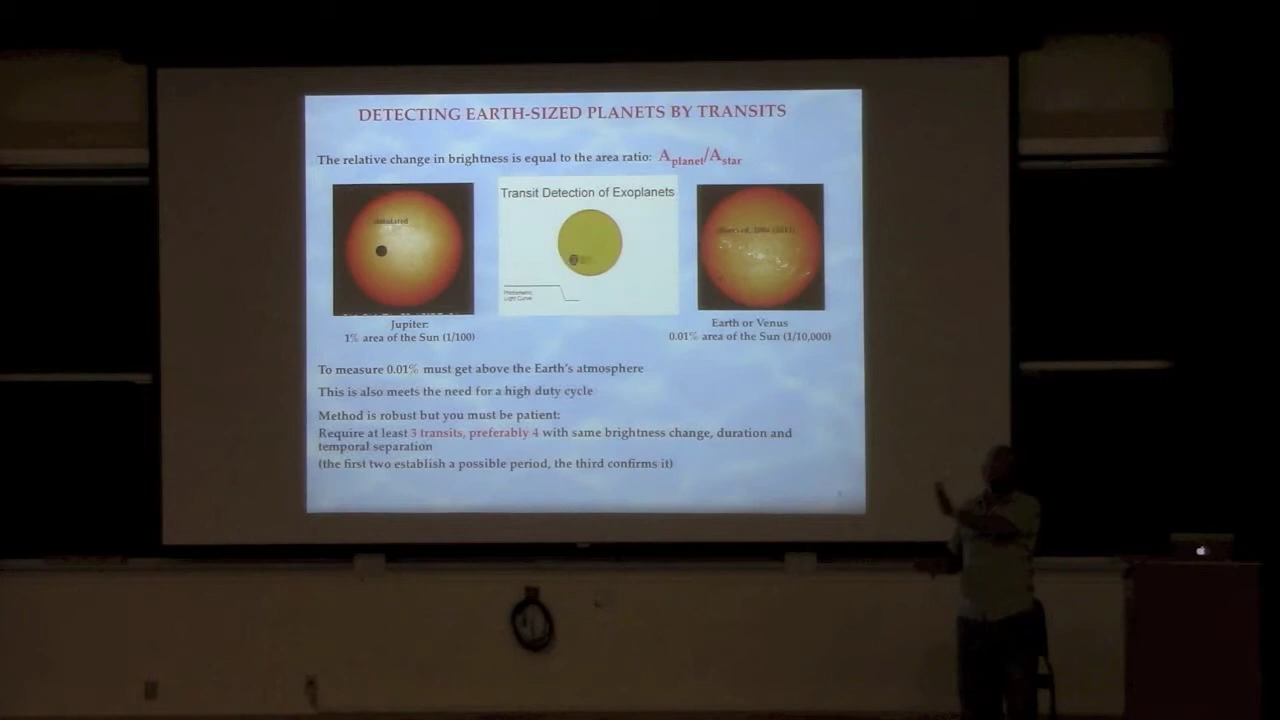 DETECTING EARTH-SIZED PLANETS BY TRANSITS
The relative change in brightness is equal to the area ratio: Aplanet/Astar
Transit Detection of Exoplanets
simulated
Photometric
Light Curve
Jupiter:
1% area of the Sun (1/100)
Earth or Venus
0.01% area of the Sun (1/10,000)
To measure 0.01% must get above the Earth's atmosphere
This is also meets the need for a high duty cycle
Method is robust but you must be patient:
Require at least 3 transits, preferably 4 with same brightness change, duration and
temporal separation
(the first two establish a possible period, the third confirms it)